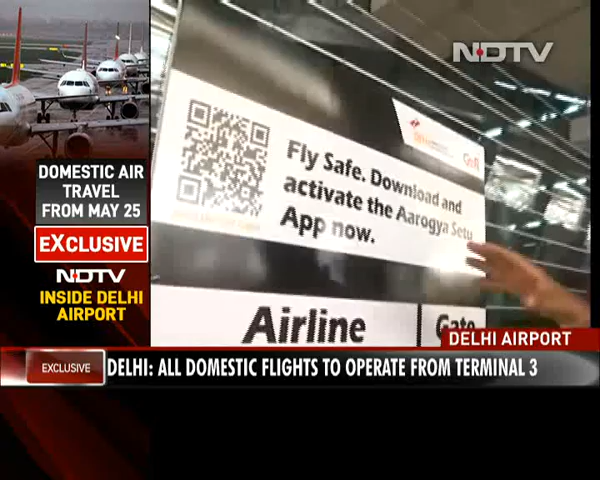 NDTV
DOMESTIC AIR
TRAVEL
FROM MAY 25
EXCLUSIVE
NDTV
INSIDE DELHI
AIRPORT
Fly Safe. Download and
activate the Aarogya Setu
App now.
Airline
Gate
DELHI AIRPORT
EXCLUSIVE
DELHI: ALL DOMESTIC FLIGHTS TO OPERATE FROM TERMINAL 3